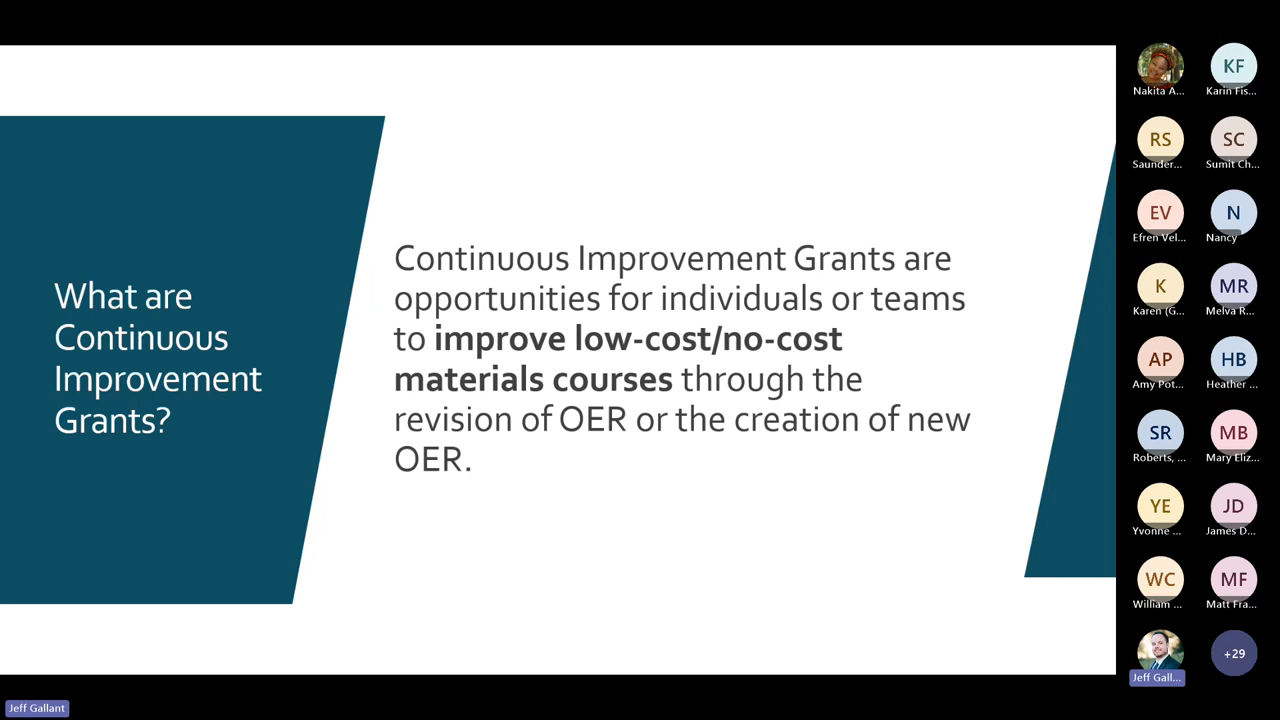 What are
Continuous
Improvement
Grants?
Continuous Improvement Grants are
opportunities for individuals or teams
to improve low-cost/no-cost
materials courses through the
revision of OER or the creation of new
OER.
Nakita A...
KF
Karin Fis...
RS
Saunder...
SC
Sumit Ch...
EV
Efren Vel...
N
Nancy
K
Karen (G...
MR
Melva R...
AP
Amy Pot...
HB
Heather ...
SR
Roberts, ...
MB
Mary Eliz...
YE
Yvonne ...
JD
James D...
WC
William ...
MF
Matt Fra...
Jeff Gall...
+29
Jeff Gallant